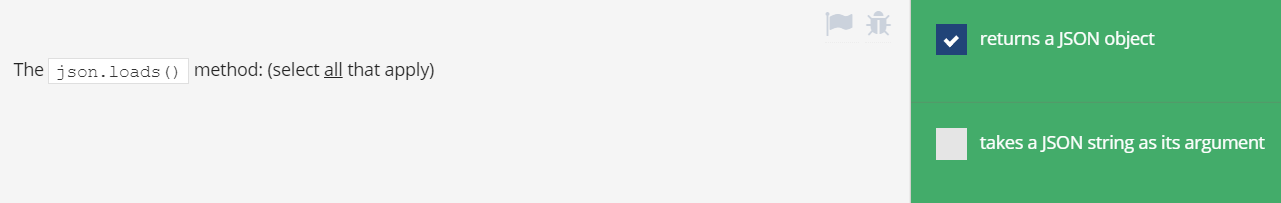 The json.loads() method: (select all that apply)
returns a JSON object
takes a JSON string as its argument